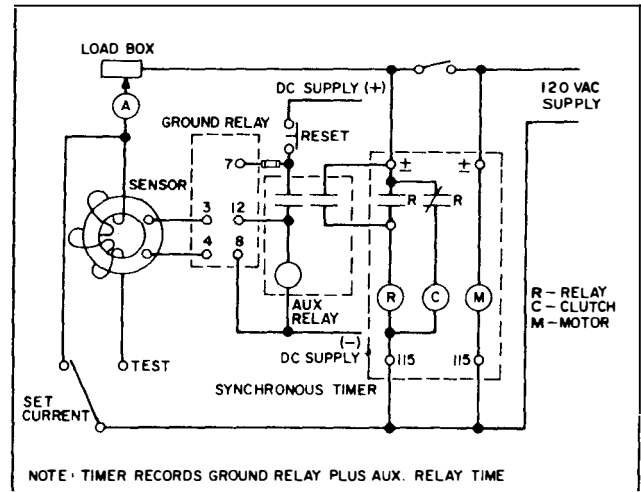 LOAD BOX
A
DC SUPPLY (+)
120 VAC
SUPPLY
GROUND RELAY
RESET
7
SENSOR
3 12
4 8
AUX
RELAY
± ±
R R
R C M
R - RELAY
C - CLUTCH
M - MOTOR
(-)
DC SUPPLY
115 115
TEST
SYNCHRONOUS TIMER
SET
CURRENT
NOTE: TIMER RECORDS GROUND RELAY PLUS AUX. RELAY TIME